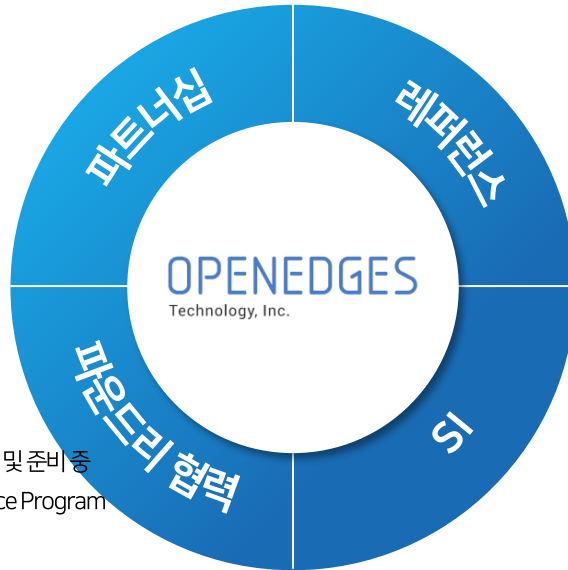 파트너십
레퍼런스
OPENEDGES
Technology, Inc.
파운드리 협력
SI
및 준비 중
ce Program